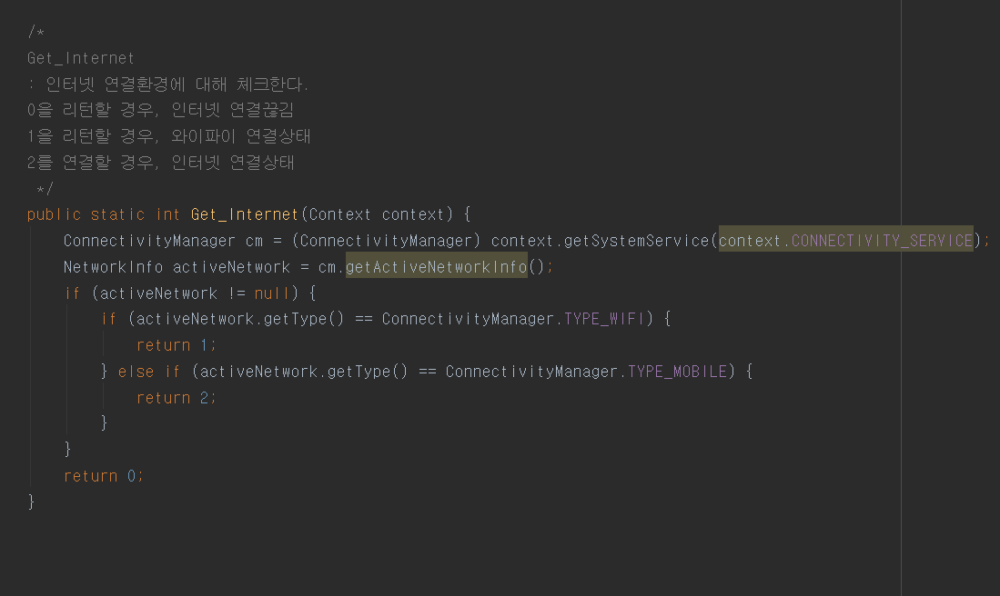 /*
Get_Internet
: 인터넷 연결환경에 대해 체크한다.
0을 리턴할 경우, 인터넷 연결끊김
1을 리턴할 경우, 와이파이 연결상태
2를 연결할 경우, 인터넷 연결상태
*/
public static int Get_Internet(Context context) {
ConnectivityManager cm = (ConnectivityManager) context.getSystemService(context.CONNECTIVITY_SERVICE);
NetworkInfo activeNetwork = cm.getActiveNetworkInfo();
if (activeNetwork != null) {
if (activeNetwork.getType() == ConnectivityManager.TYPE_WIFI) {
return 1;
} else if (activeNetwork.getType() == ConnectivityManager.TYPE_MOBILE) {
return 2;
}
}
return 0;
}